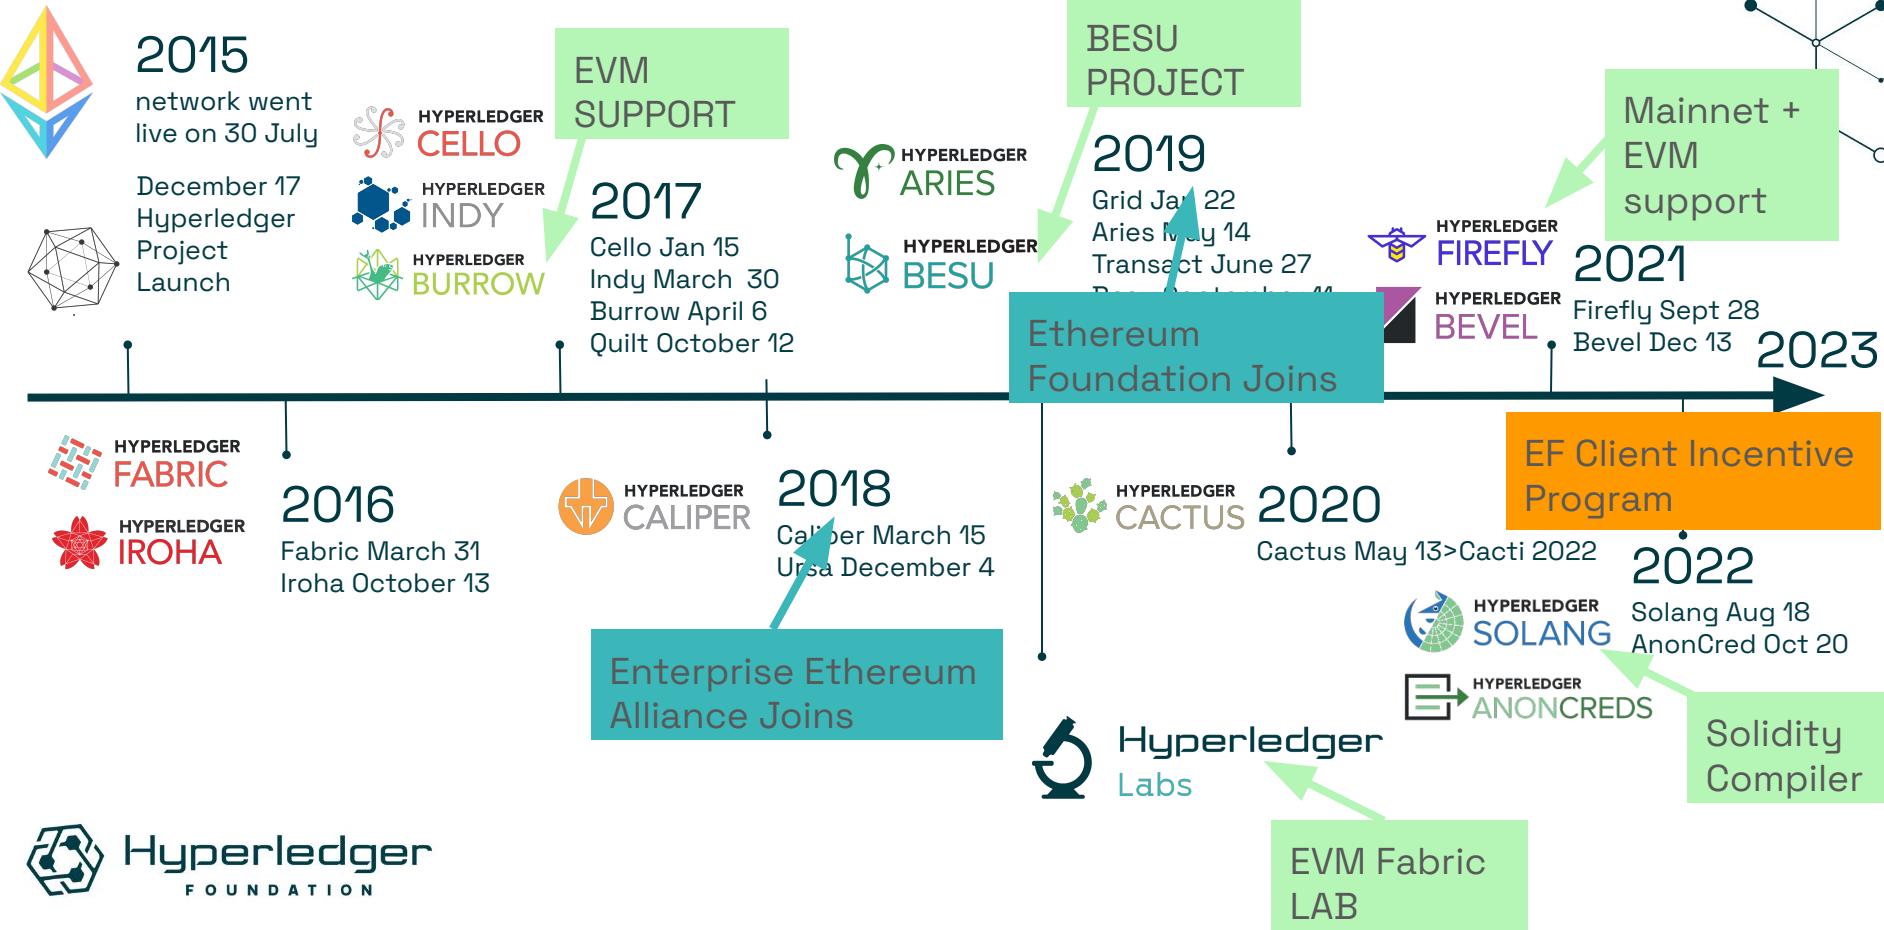 2015
network went
live on 30 July
December 17
Hyperledger
Project
Launch
HYPERLEDGER
CELLO
HYPERLEDGER
INDY
HYPERLEDGER
BURROW
EVM
SUPPORT
2017
Cello Jan 15
Indy March 30
Burrow April 6
Quilt October 12
HYPERLEDGER
ARIES
HYPERLEDGER
BESU
BESU
PROJECT
2019
Grid Jan 22
Aries May 14
Transact June 27
Ethereum
Foundation Joins
Mainnet +
EVM
support
HYPERLEDGER
FIREFLY
HYPERLEDGER
BEVEL
2021
Firefly Sept 28
Bevel Dec 13
2023
HYPERLEDGER
FABRIC
HYPERLEDGER
IROHA
2016
Fabric March 31
Iroha October 13
HYPERLEDGER
CALIPER
2018
Caliper March 15
Ursa December 4
Enterprise Ethereum
Alliance Joins
HYPERLEDGER
CACTUS
2020
Cactus May 13>Cacti 2022
EF Client Incentive
Program
2022
Solang Aug 18
AnonCred Oct 20
HYPERLEDGER
SOLANG
HYPERLEDGER
ANONCREDS
Solidity
Compiler
Hyperledger
Labs
EVM Fabric
LAB
Hyperledger
FOUNDATION